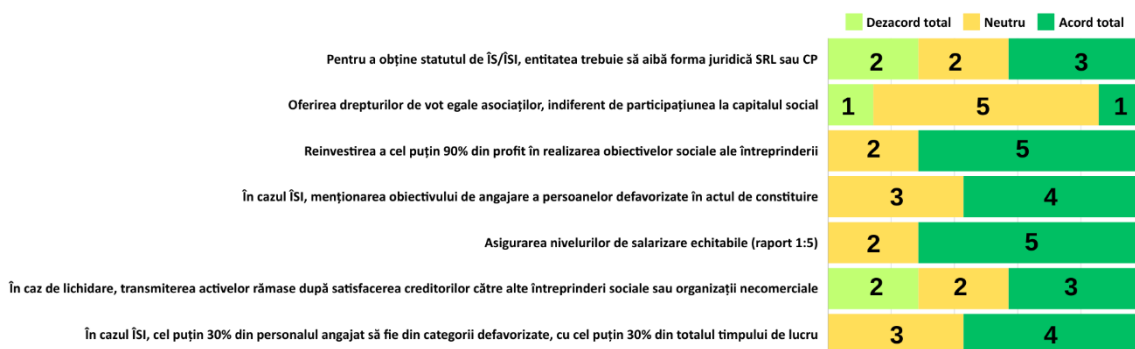 Dezacord total Neutru Acord total
Pentru a obține statutul de ÎS/ÎSI, entitatea trebuie să aibă forma juridică SRL sau CP 2 2 3
Oferirea drepturilor de vot egale asociaților, indiferent de participațiunea la capitalul social 1 5 1
Reinvestirea a cel puțin 90% din profit în realizarea obiectivelor sociale ale întreprinderii 2 5
În cazul ÎSI, menționarea obiectivului de angajare a persoanelor defavorizate în actul de constituire 3 4
Asigurarea nivelurilor de salarizare echitabile (raport 1:5) 2 5
În caz de lichidare, transmiterea activelor rămase după satisfacerea creditorilor către alte întreprinderi sociale sau organizații necomerciale 2 2 3
În cazul ÎSI, cel puțin 30% din personalul angajat să fie din categorii defavorizate, cu cel puțin 30% din totalul timpului de lucru 3 4